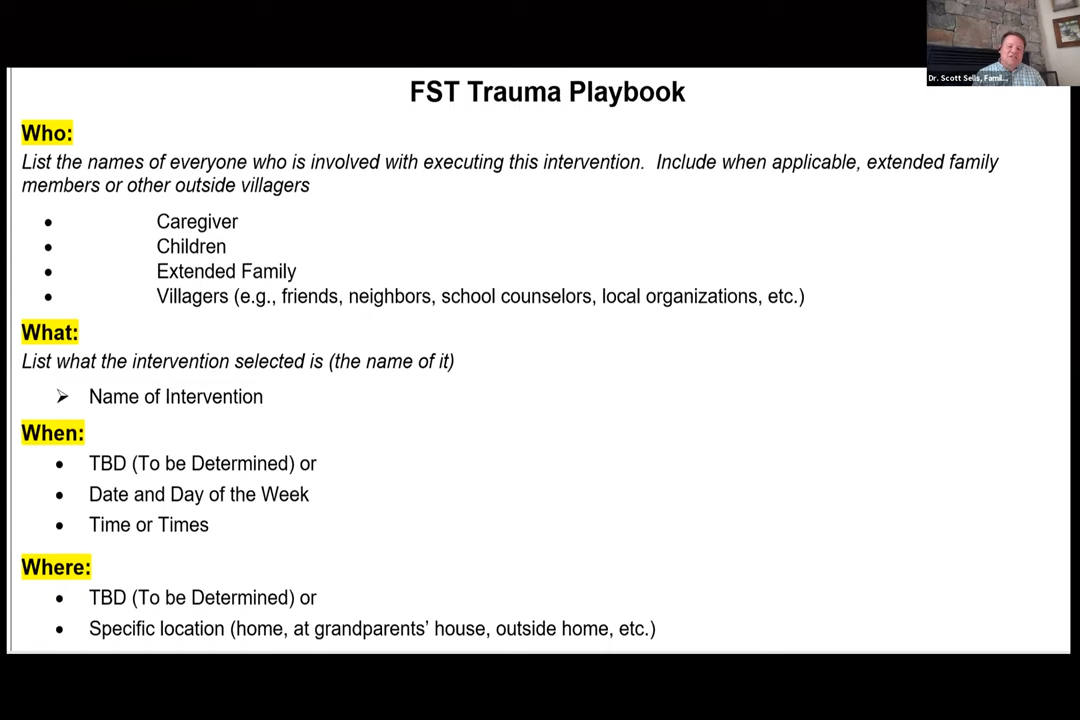 Dr. Scott Sells, Famil...
FST Trauma Playbook
Who:
List the names of everyone who is involved with executing this intervention. Include when applicable, extended family
members or other outside villagers
• Caregiver
• Children
• Extended Family
• Villagers (e.g., friends, neighbors, school counselors, local organizations, etc.)
What:
List what the intervention selected is (the name of it)
➢ Name of Intervention
When:
• TBD (To be Determined) or
• Date and Day of the Week
• Time or Times
Where:
• TBD (To be Determined) or
• Specific location (home, at grandparents’ house, outside home, etc.)